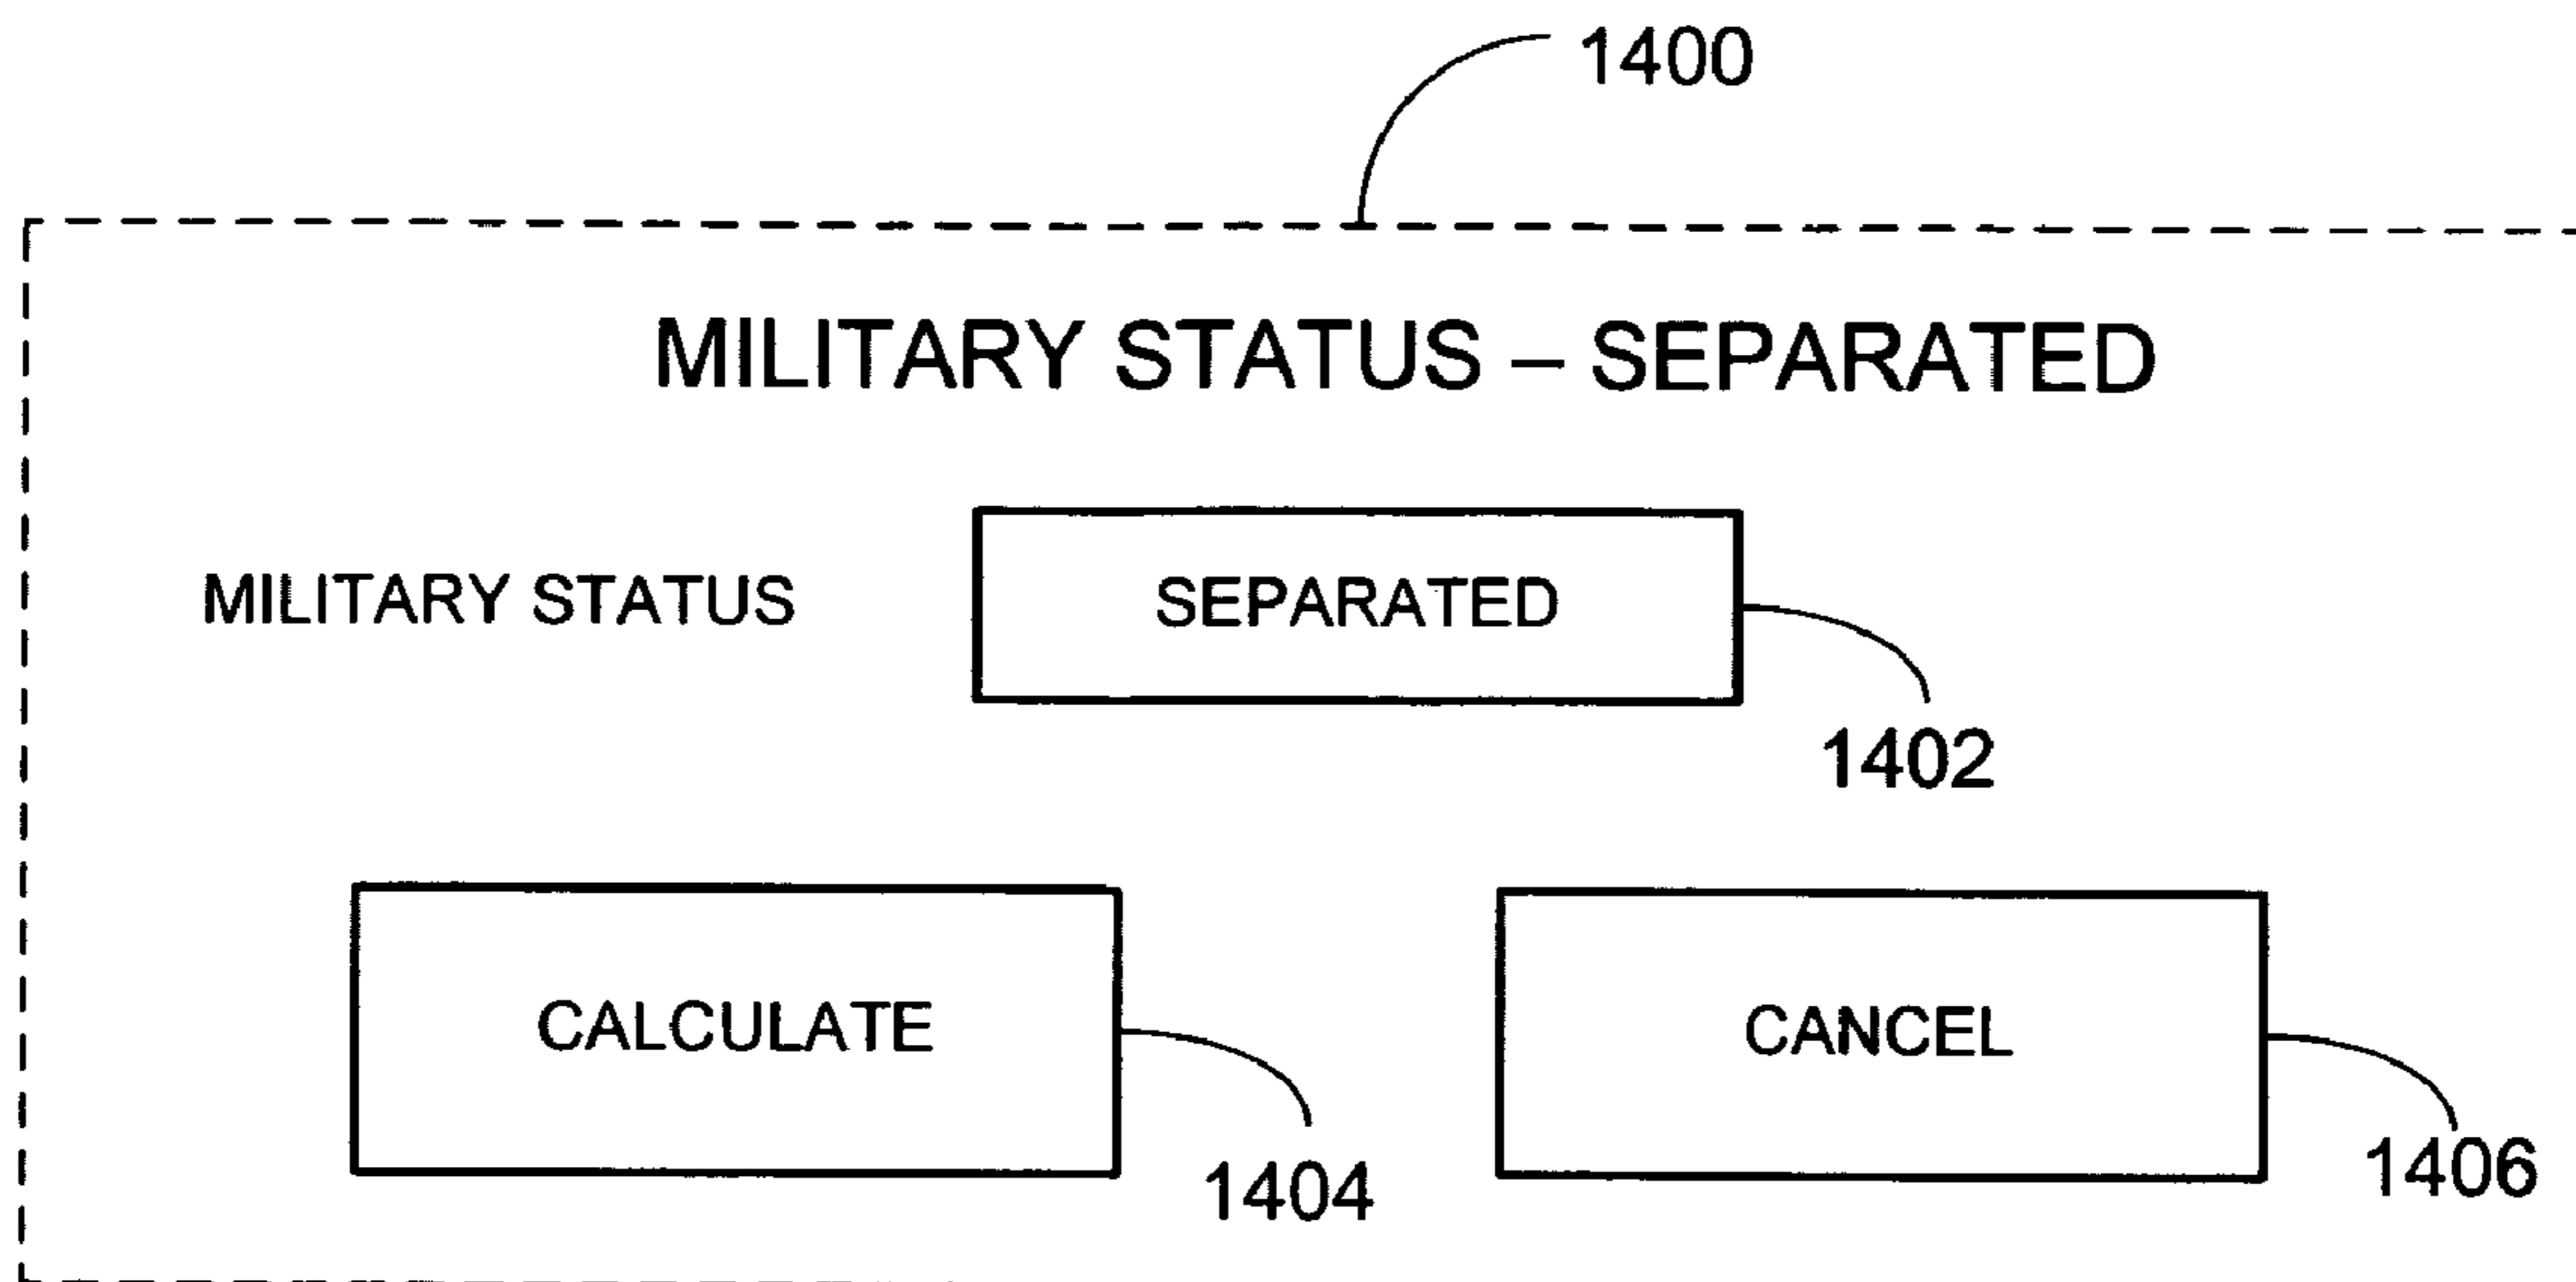 1400
MILITARY STATUS – SEPARATED
MILITARY STATUS
SEPARATED
1402
CALCULATE
CANCEL
1404
1406